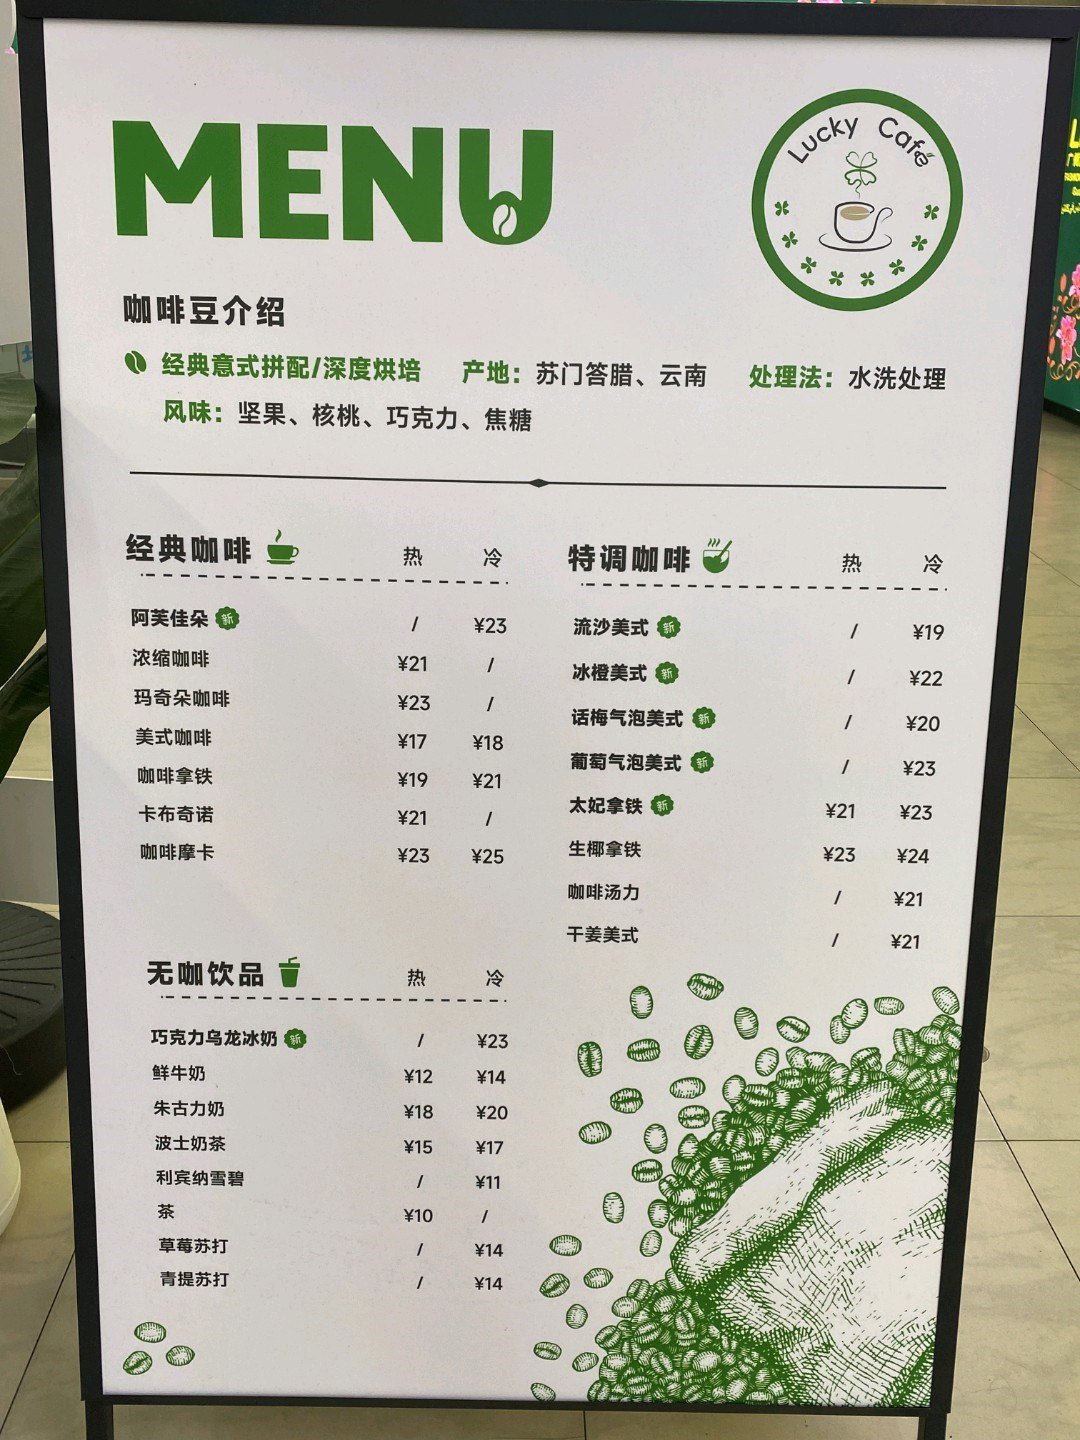 MENU
Lucky Café
咖啡豆介绍
经典意式拼配/深度烘培 产地：苏门答腊、云南 处理法：水洗处理
风味：坚果、核桃、巧克力、焦糖
经典咖啡 热 冷
阿芙佳朵 新 / ¥23
浓缩咖啡 ¥21 /
玛奇朵咖啡 ¥23 /
美式咖啡 ¥17 ¥18
咖啡拿铁 ¥19 ¥21
卡布奇诺 ¥21 /
咖啡摩卡 ¥23 ¥25
特调咖啡 热 冷
流沙美式 新 / ¥19
冰橙美式 新 / ¥22
话梅气泡美式 新 / ¥20
葡萄气泡美式 新 / ¥23
太妃拿铁 新 ¥21 ¥23
生椰拿铁 ¥23 ¥24
咖啡汤力 / ¥21
干姜美式 / ¥21
无咖饮品 热 冷
巧克力乌龙冰奶 新 / ¥23
鲜牛奶 ¥12 ¥14
朱古力奶 ¥18 ¥20
波士奶茶 ¥15 ¥17
利宾纳雪碧 / ¥11
茶 ¥10 /
草莓苏打 / ¥14
青提苏打 / ¥14